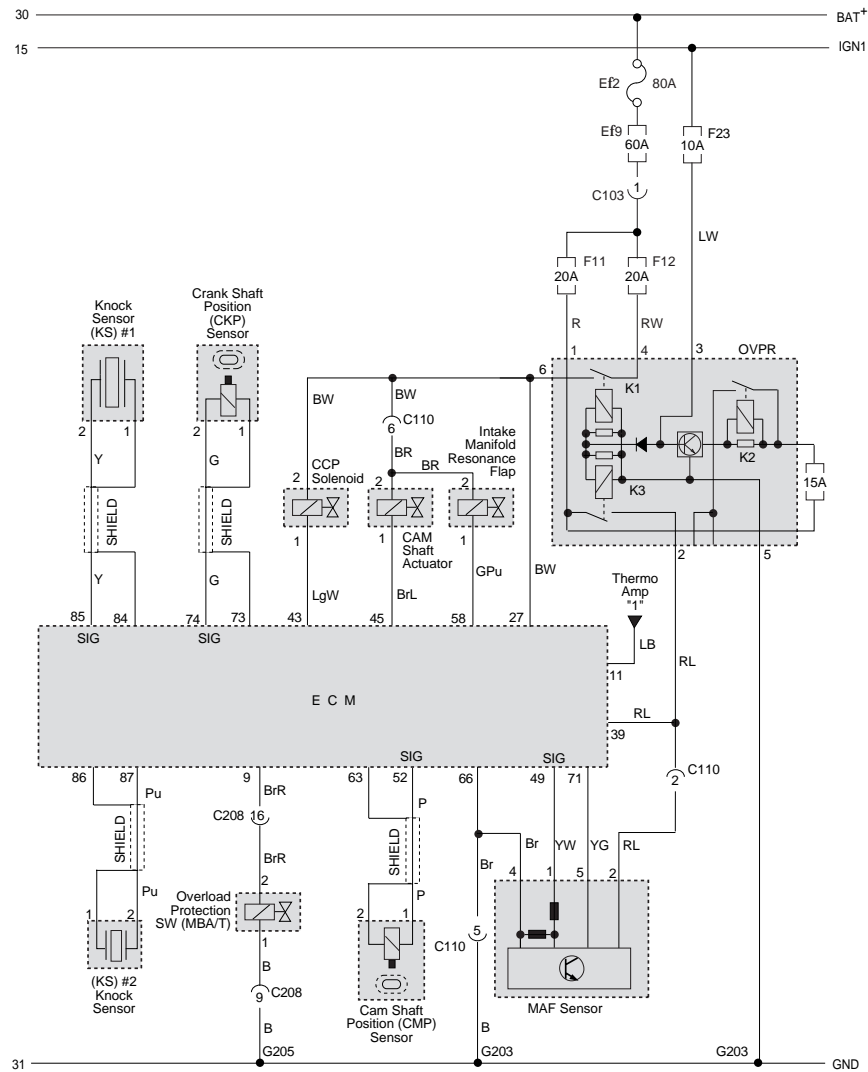 30
BAT+
15
IGN1
Ef2
80A
Ef9
60A
F23
10A
1
C103
LW
F11
20A
F12
20A
R
RW
1
4
3
OVPR
Knock
Sensor
(KS) #1
Crank Shaft
Position
(CKP)
Sensor
6
K1
K2
K3
15A
2
5
2
1
2
1
Y
G
SHIELD
SHIELD
Y
G
BW
BW
C110
6
BR
BR
Intake
Manifold
Resonance
Flap
CCP
Solenoid
2
2
2
1
1
CAM
Shaft
Actuator
1
LgW
BrL
GPu
BW
Thermo
Amp
"1"
LB
RL
85
84
74
73
43
45
58
27
SIG
SIG
11
E C M
RL
39
SIG
SIG
86
87
9
63
52
66
49
71
C110
2
Pu
BrR
P
SHIELD
C208
16
SHIELD
Br
YW
YG
RL
BrR
Br
4
1
5
2
Pu
P
1
2
Overload
Protection
SW (MBA/T)
2
2
1
1
C110
5
B
C208
9
(KS) #2
Knock
Sensor
Cam Shaft
Position (CMP)
Sensor
MAF Sensor
B
B
G205
G203
G203
31
GND